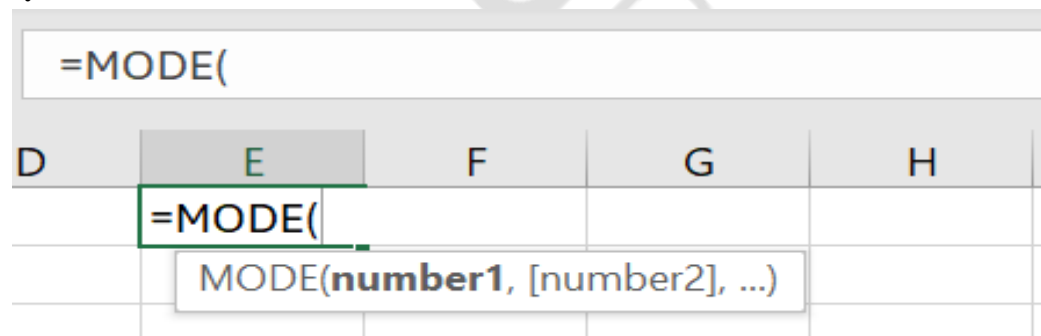 =MODE(
D E F G H
=MODE(
MODE(number1, [number2], ...)